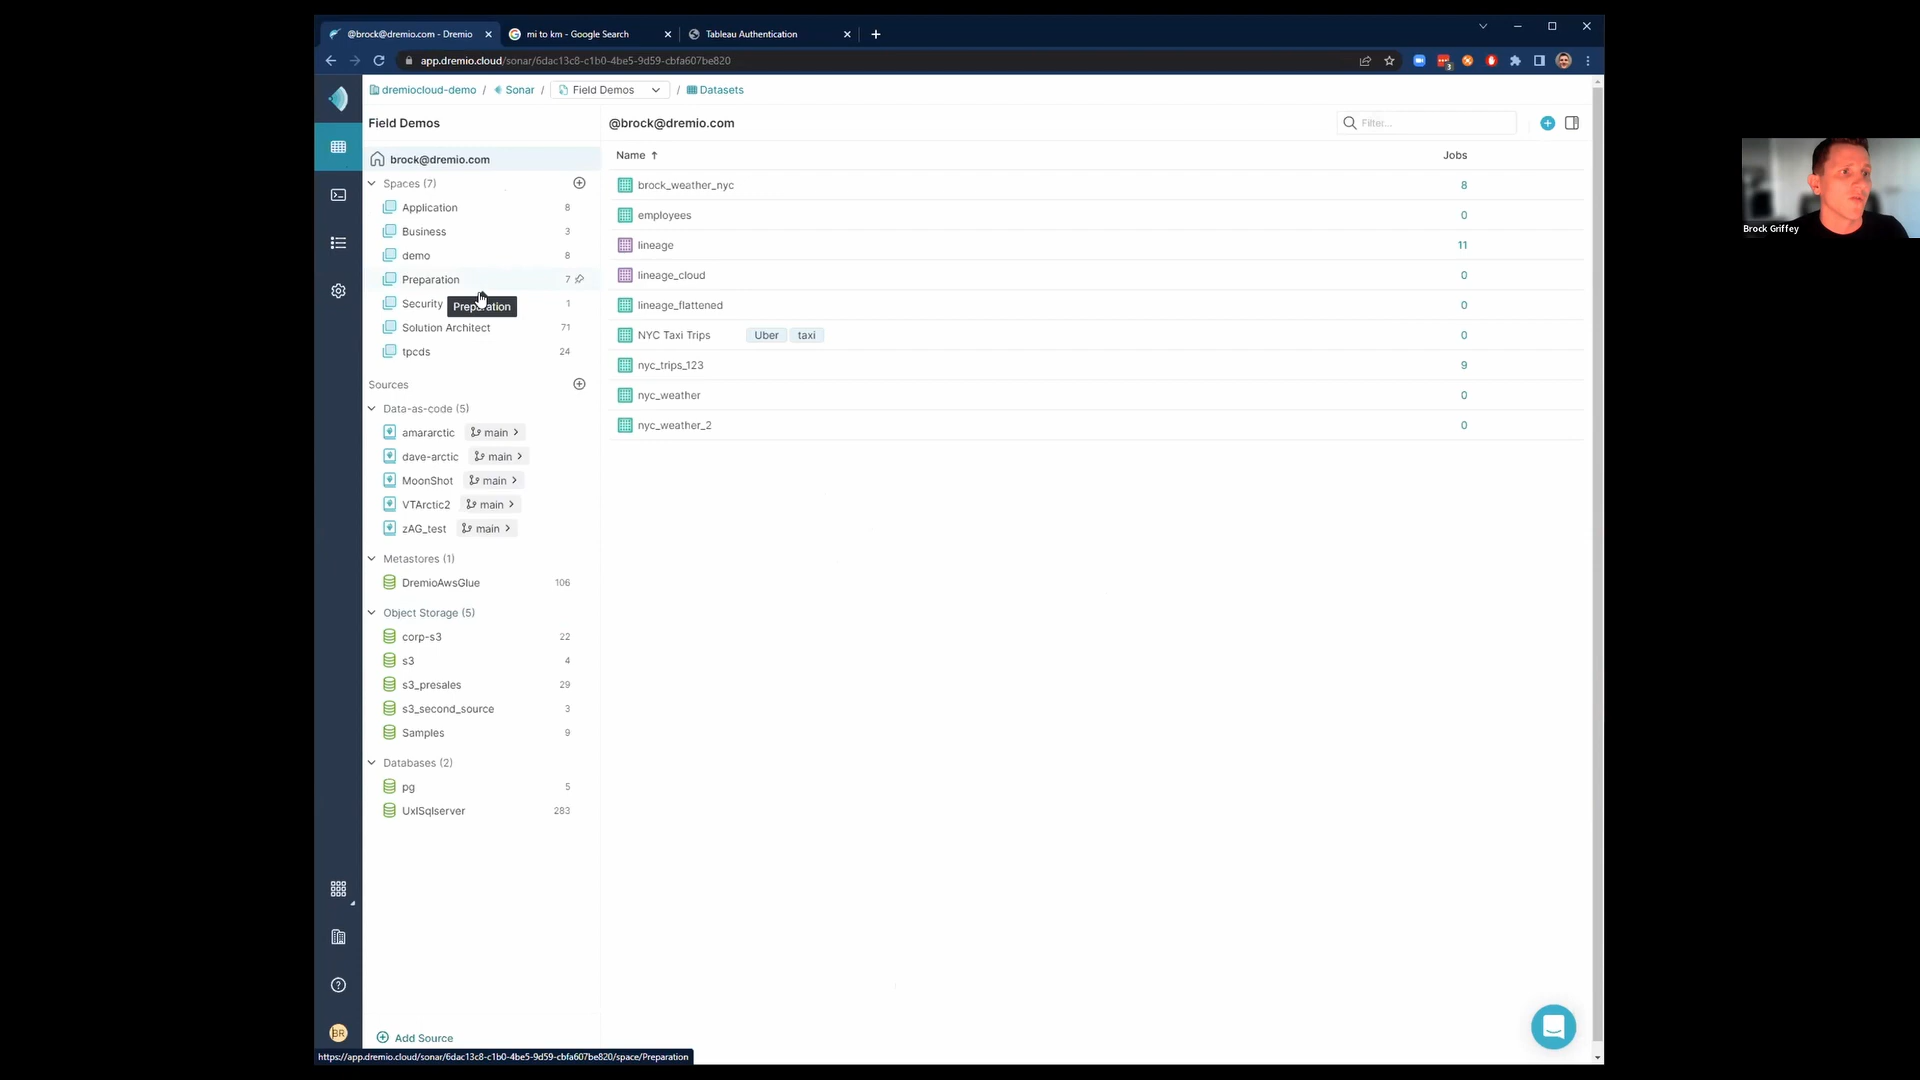 @brock@dremio.com - Dremio
mi to km - Google Search
Tableau Authentication
app.dremio.cloud/sonar/6dac13c8-c1b0-4be5-9d59-cbfa607be820
3
dremiocloud-demo / Sonar / Field Demos / Datasets
Field Demos
@brock@dremio.com
Filter...
brock@dremio.com
Name ↑ Jobs
Spaces (7)
Application 8
Business 3
demo 8
Preparation 7
Security 1
Preparation
Solution Architect 71
tpcds 24
Sources
Data-as-code (5)
amararctic main >
dave-arctic main >
MoonShot main >
VTArctic2 main >
zAG_test main >
Metastores (1)
DremioAwsGlue 106
Object Storage (5)
corp-s3 22
s3 4
s3_presales 29
s3_second_source 3
Samples 9
Databases (2)
pg 5
UxlSqlserver 283
Add Source
brock_weather_nyc 8
employees 0
lineage 11
lineage_cloud 0
lineage_flattened 0
NYC Taxi Trips Uber taxi 0
nyc_trips_123 9
nyc_weather 0
nyc_weather_2 0
BR
https://app.dremio.cloud/sonar/6dac13c8-c1b0-4be5-9d59-cbfa607be820/space/Preparation
Brock Griffey